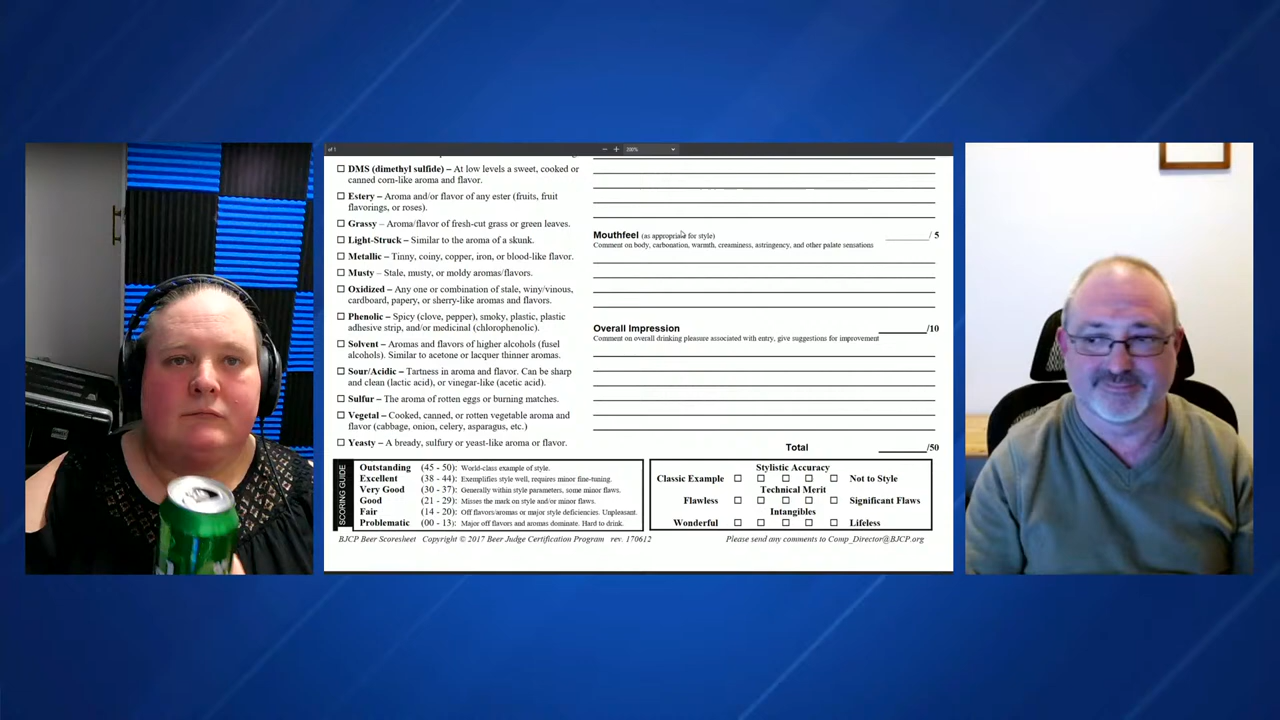 of 1
200%
DMS (dimethyl sulfide) – At low levels a sweet, cooked or
canned corn-like aroma and flavor.
Estery – Aroma and/or flavor of any ester (fruits, fruit
flavorings, or roses).
Grassy – Aroma/flavor of fresh-cut grass or green leaves.
Light-Struck – Similar to the aroma of a skunk.
Metallic – Tinny, coiny, copper, iron, or blood-like flavor.
Musty – Stale, musty, or moldy aromas/flavors.
Oxidized – Any one or combination of stale, winy/vinous,
cardboard, papery, or sherry-like aromas and flavors.
Phenolic – Spicy (clove, pepper), smoky, plastic, plastic
adhesive strip, and/or medicinal (chlorophenolic).
Solvent – Aromas and flavors of higher alcohols (fusel
alcohols). Similar to acetone or lacquer thinner aromas.
Sour/Acidic – Tartness in aroma and flavor. Can be sharp
and clean (lactic acid), or vinegar-like (acetic acid).
Sulfur – The aroma of rotten eggs or burning matches.
Vegetal – Cooked, canned, or rotten vegetable aroma and
flavor (cabbage, onion, celery, asparagus, etc.)
Yeasty – A bready, sulfury or yeast-like aroma or flavor.
Mouthfeel (as appropriate for style) / 5
Comment on body, carbonation, warmth, creaminess, astringency, and other palate sensations
Overall Impression /10
Comment on overall drinking pleasure associated with entry, give suggestions for improvement
Total /50
SCORING GUIDE
Outstanding (45 - 50): World-class example of style.
Excellent (38 - 44): Exemplifies style well, requires minor fine-tuning.
Very Good (30 - 37): Generally within style parameters, some minor flaws.
Good (21 - 29): Misses the mark on style and/or minor flaws.
Fair (14 - 20): Off flavors/aromas or major style deficiencies. Unpleasant.
Problematic (00 - 13): Major off flavors and aromas dominate. Hard to drink.
Stylistic Accuracy
Classic Example Not to Style
Technical Merit
Flawless Significant Flaws
Intangibles
Wonderful Lifeless
BJCP Beer Scoresheet Copyright © 2017 Beer Judge Certification Program rev. 170612
Please send any comments to Comp_Director@BJCP.org